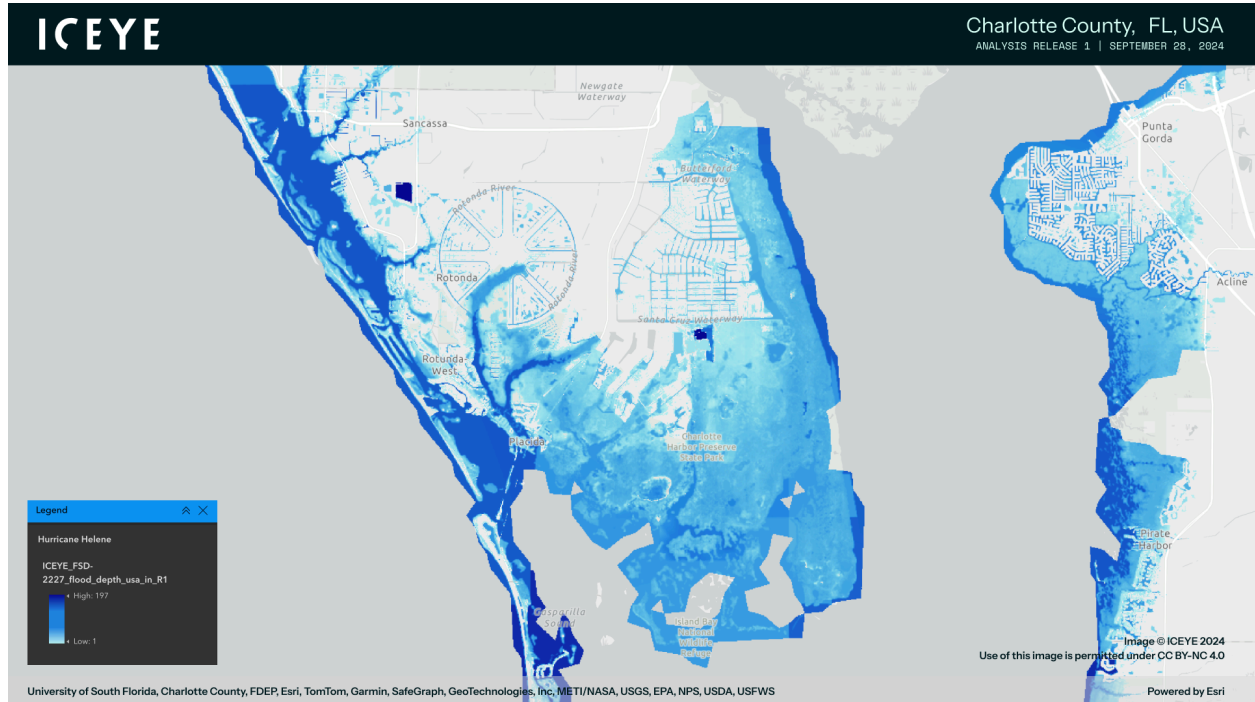 ICEYE
Charlotte County, FL, USA
ANALYSIS RELEASE 1 | SEPTEMBER 28, 2024
Newgate
Waterway
Sancassa
Punta
Gorda
Butterford
Waterway
Rotonda River
Rotonda
Rotonda River
Acline
Santa Cruz Waterway
Rotunda
West
Placida
Charlotte
Harbor Preserve
State Park
Legend
Hurricane Helene
ICEYE_FSD-
2227_flood_depth_usa_in_R1
High: 197
Low: 1
Pirate
Harbor
Gasparilla
Sound
Island Bay
National
Wildlife
Refuge
Image © ICEYE 2024
Use of this image is permitted under CC BY-NC 4.0
University of South Florida, Charlotte County, FDEP, Esri, TomTom, Garmin, SafeGraph, GeoTechnologies, Inc, METI/NASA, USGS, EPA, NPS, USDA, USFWS
Powered by Esri